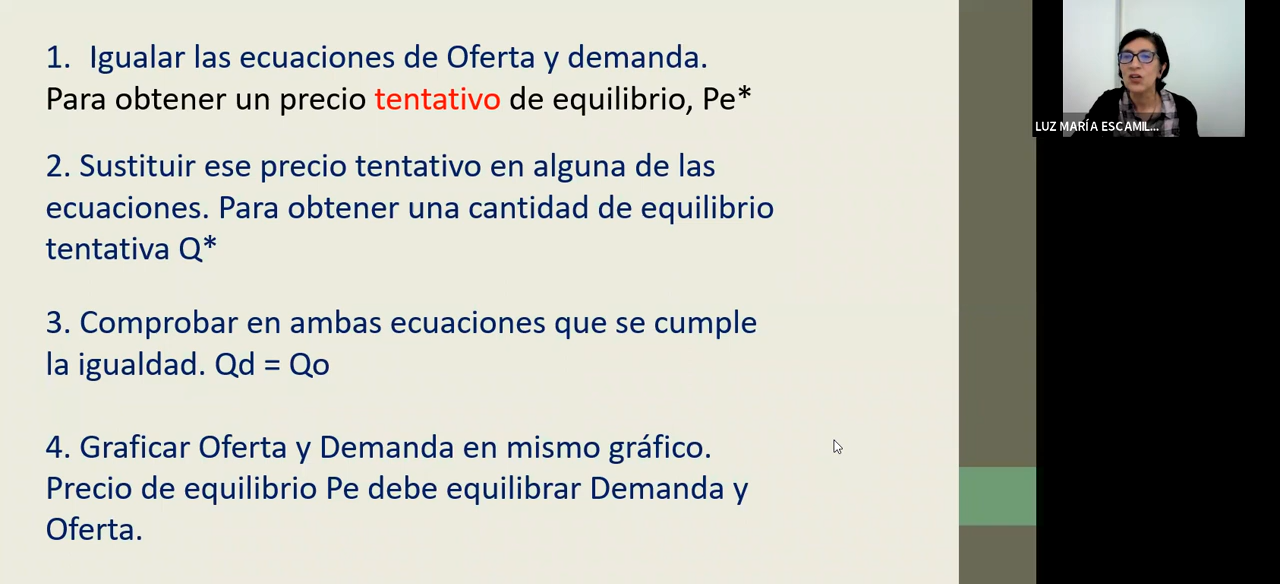 1. Igualar las ecuaciones de Oferta y demanda.
Para obtener un precio tentativo de equilibrio, Pe*
2. Sustituir ese precio tentativo en alguna de las
ecuaciones. Para obtener una cantidad de equilibrio
tentativa Q*
3. Comprobar en ambas ecuaciones que se cumple
la igualdad. Qd = Qo
4. Graficar Oferta y Demanda en mismo gráfico.
Precio de equilibrio Pe debe equilibrar Demanda y
Oferta.
LUZ MARÍA ESCAMIL...